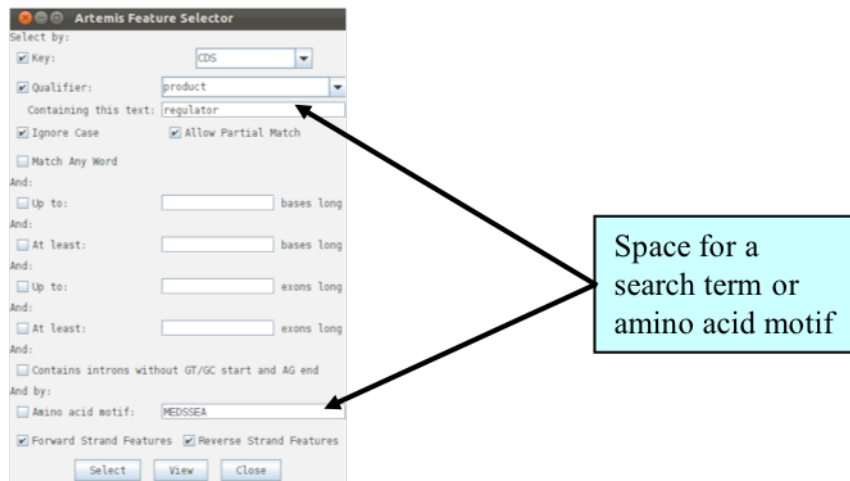 Artemis Feature Selector
Select by:
Key: CDS
Qualifier: product
Containing this text: regulator
Ignore Case Allow Partial Match
Match Any Word
And:
Up to: bases long
And:
At least: bases long
And:
Up to: exons long
And:
At least: exons long
And:
Contains introns without GT/GC start and AG end
And by:
Amino acid motif: MEDSSEA
Forward Strand Features Reverse Strand Features
Select View Close
Space for a
search term or
amino acid motif